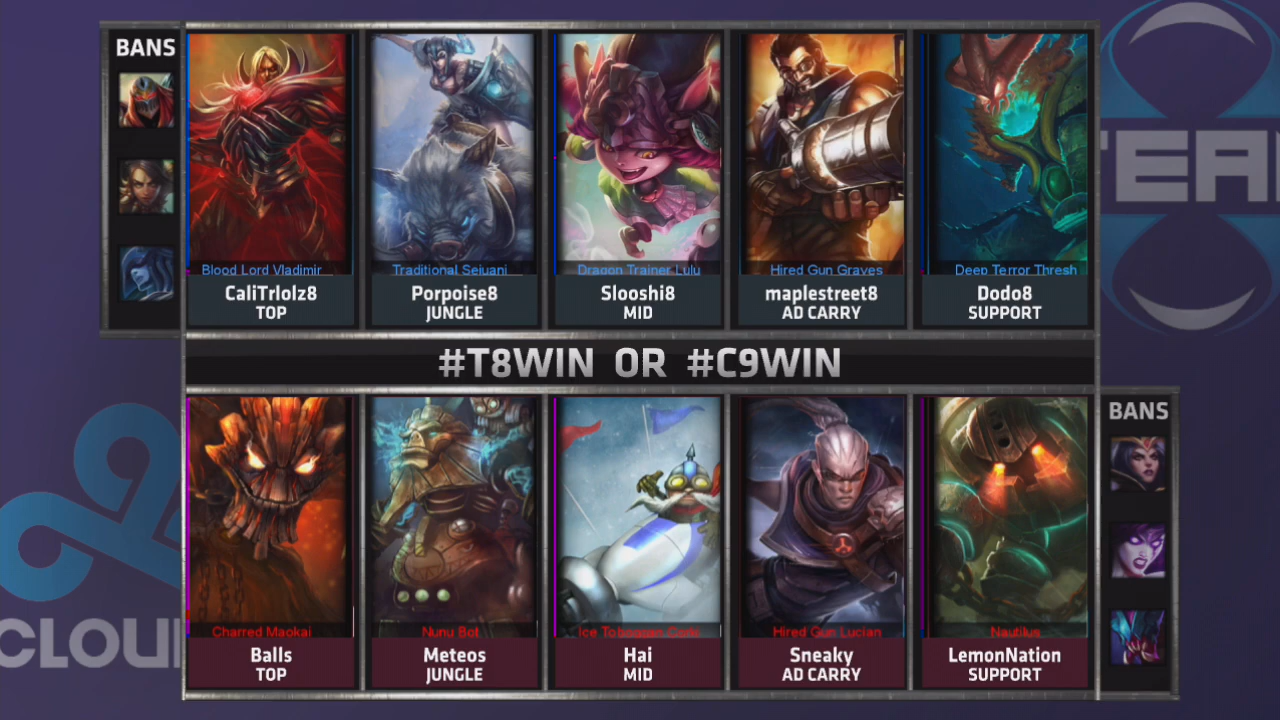 BANS
Blood Lord Vladimir
Traditional Sejuani
Dragon Trainer Lulu
Hired Gun Graves
Deep Terror Thresh
CaliTrlolz8
TOP
Porpoise8
JUNGLE
Slooshi8
MID
maplestreet8
AD CARRY
Dodo8
SUPPORT
TEA
#T8WIN OR #C9WIN
BANS
Charred Maokai
Nunu Bot
Ice Toboggan Corki
Hired Gun Lucian
Nautilus
Balls
TOP
Meteos
JUNGLE
Hai
MID
Sneaky
AD CARRY
LemonNation
SUPPORT
CLOU